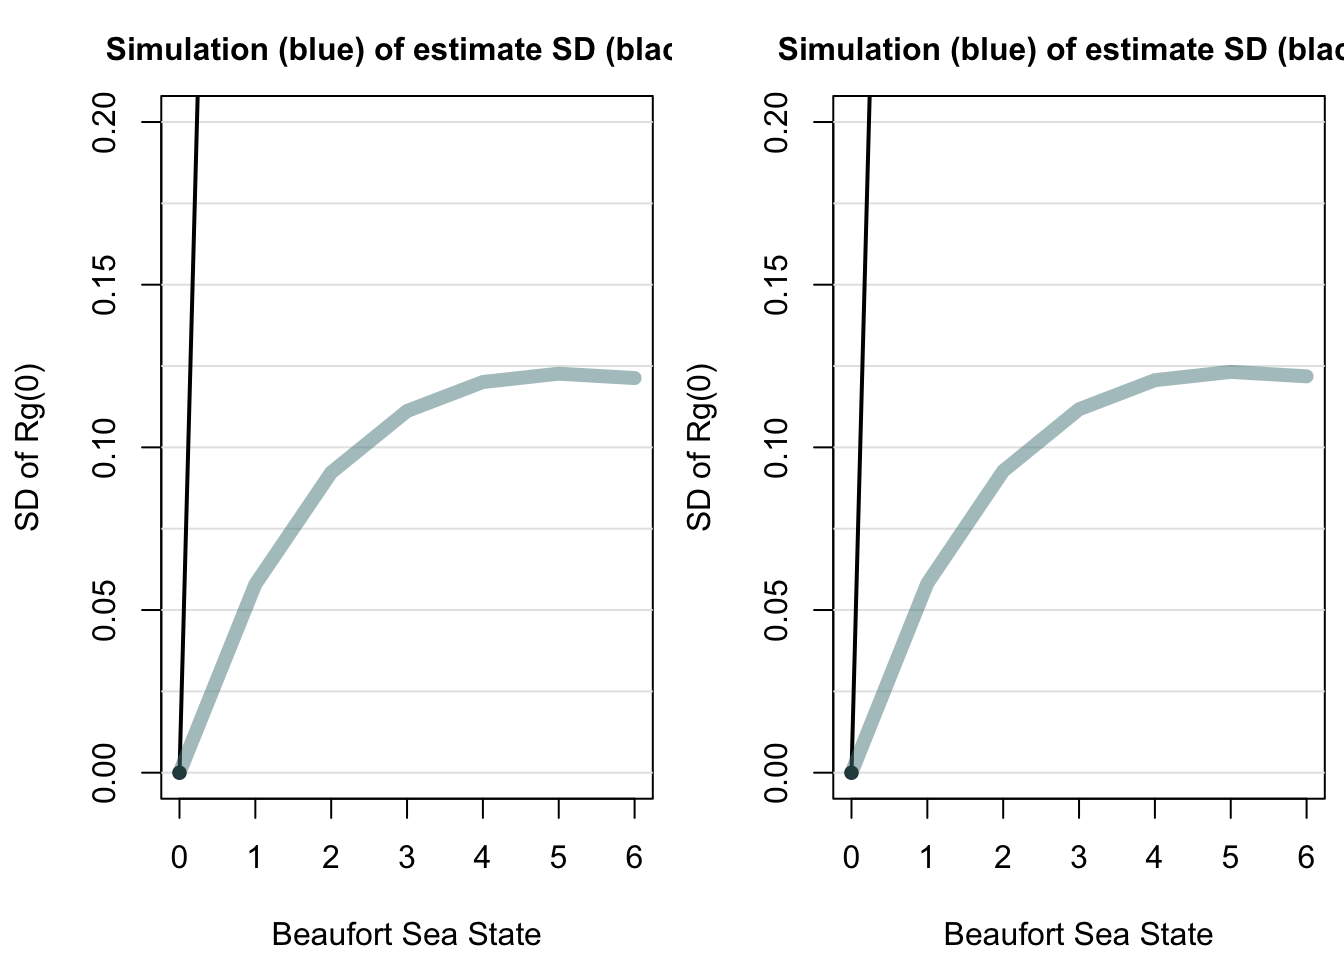 Simulation (blue) of estimate SD (blac
0.20
0.15
0.10
0.05
0.00
SD of Rg(0)
0 1 2 3 4 5 6
Beaufort Sea State
Simulation (blue) of estimate SD (blac
0.20
0.15
0.10
0.05
0.00
SD of Rg(0)
0 1 2 3 4 5 6
Beaufort Sea State